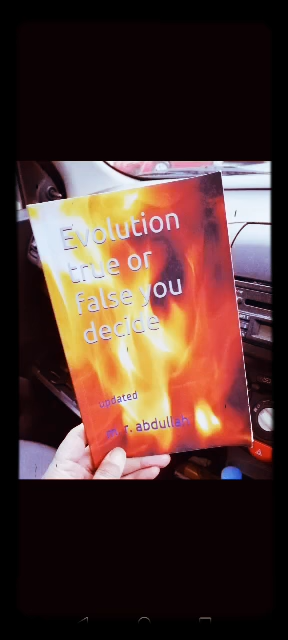 Evolution
true or
false you
decide
updated
r. abdullah